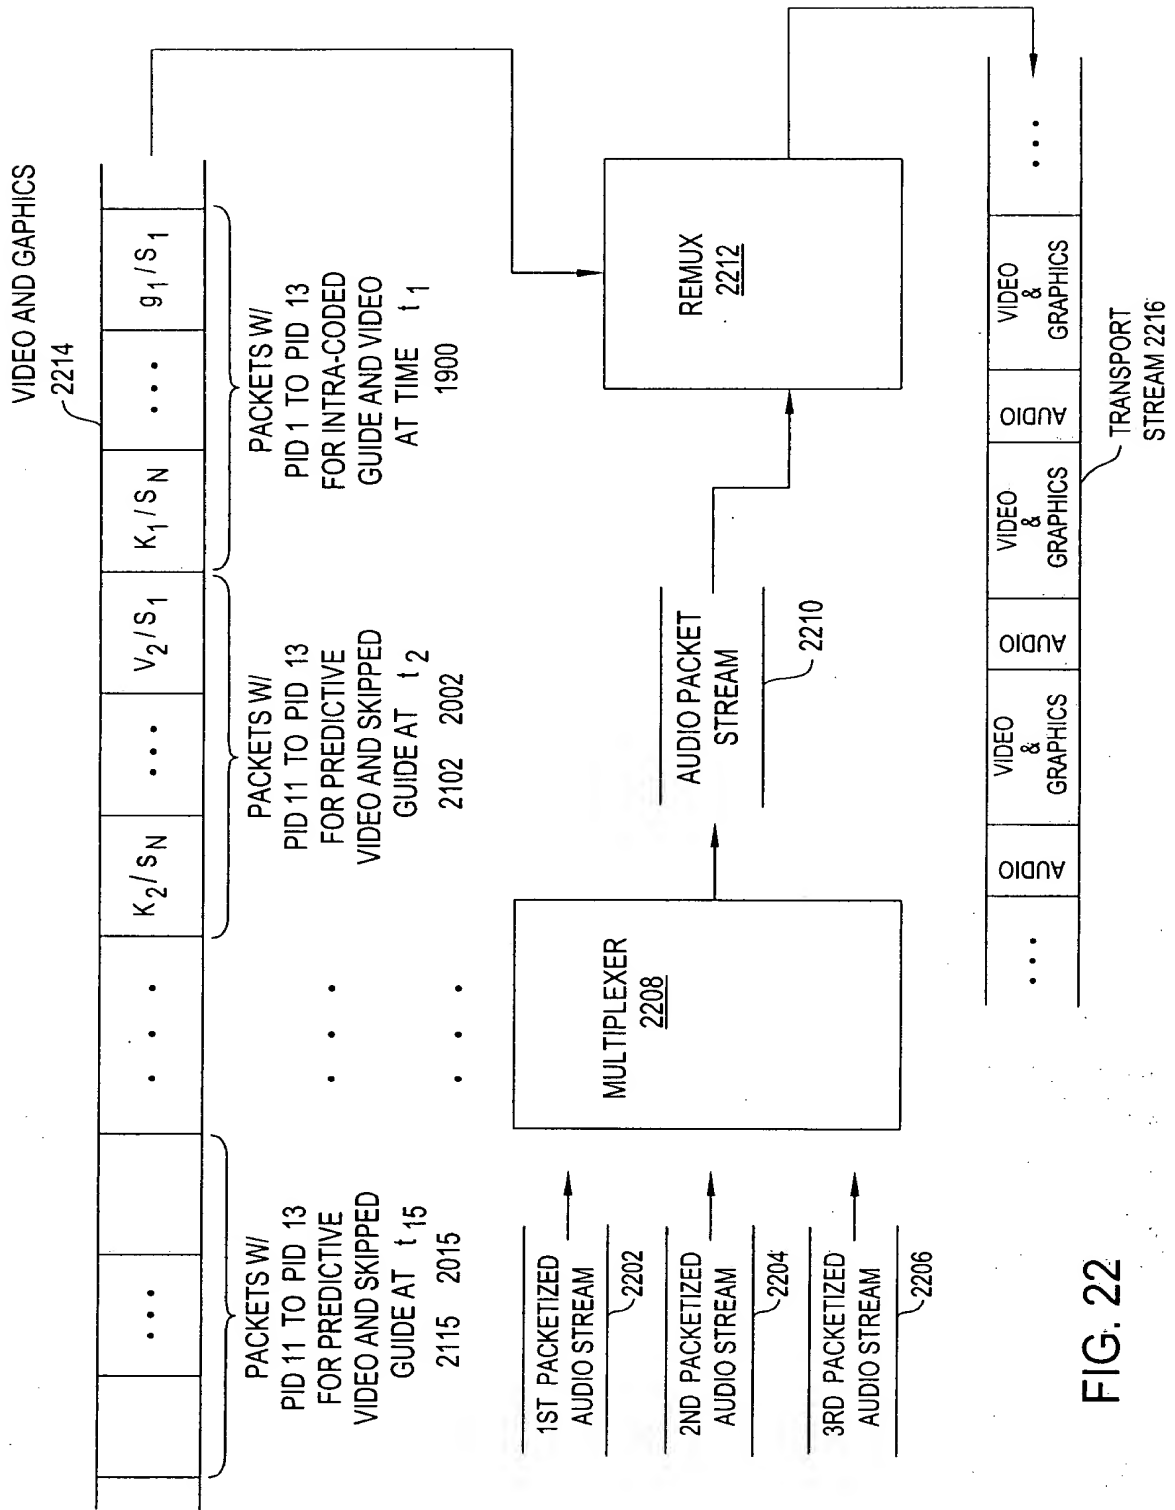 VIDEO AND GAPHICS
2214
g1/S1
...
K1/SN
V2/S1
...
K2/SN
. . .
...
PACKETS W/
PID 1 TO PID 13
FOR INTRA-CODED
GUIDE AND VIDEO
AT TIME t1
1900
PACKETS W/
PID 11 TO PID 13
FOR PREDICTIVE
VIDEO AND SKIPPED
GUIDE AT t2
2102 2002
. . .
. . .
PACKETS W/
PID 11 TO PID 13
FOR PREDICTIVE
VIDEO AND SKIPPED
GUIDE AT t15
2115 2015
1ST PACKETIZED
AUDIO STREAM
2202
2ND PACKETIZED
AUDIO STREAM
2204
3RD PACKETIZED
AUDIO STREAM
2206
MULTIPLEXER
2208
AUDIO PACKET
STREAM
2210
REMUX
2212
...
AUDIO
VIDEO
&
GRAPHICS
AUDIO
VIDEO
&
GRAPHICS
AUDIO
VIDEO
&
GRAPHICS
...
TRANSPORT
STREAM 2216
FIG. 22